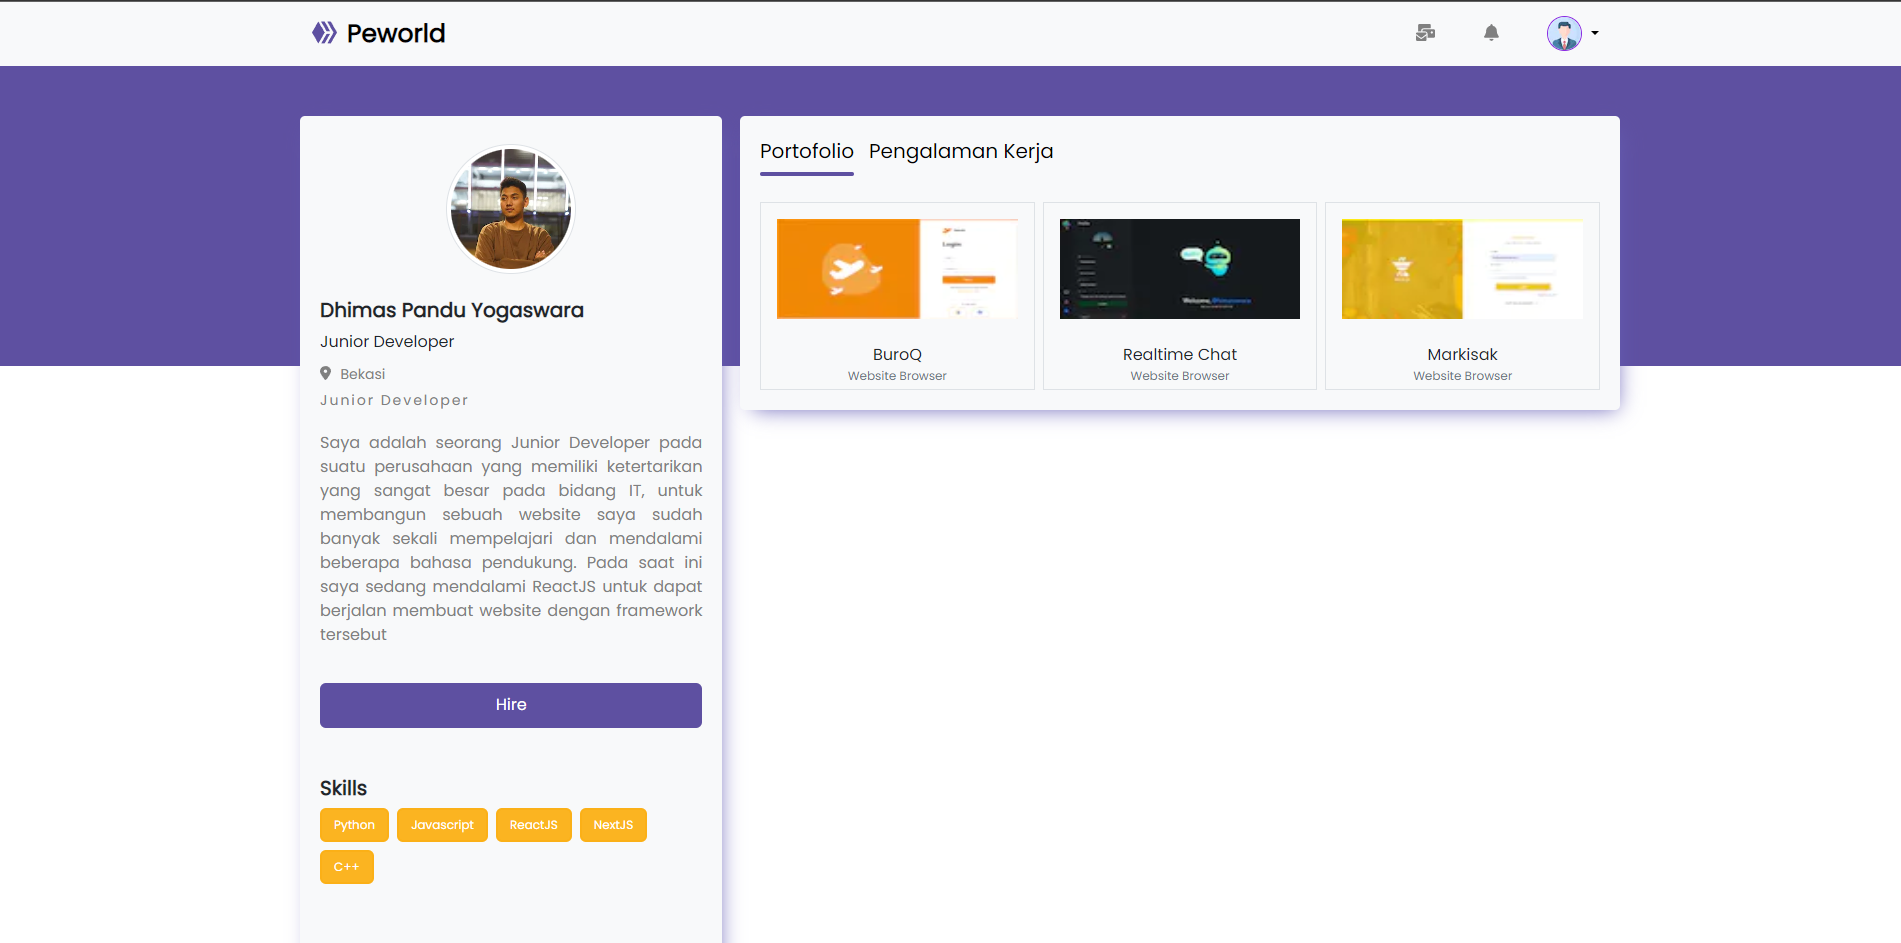 Peworld
Dhimas Pandu Yogaswara
Junior Developer
Bekasi
Junior Developer
Saya adalah seorang Junior Developer pada
suatu perusahaan yang memiliki ketertarikan
yang sangat besar pada bidang IT, untuk
membangun sebuah website saya sudah
banyak sekali mempelajari dan mendalami
beberapa bahasa pendukung. Pada saat ini
saya sedang mendalami ReactJS untuk dapat
berjalan membuat website dengan framework
tersebut
Hire
Skills
Python Javascript ReactJS NextJS
C++
Portofolio Pengalaman Kerja
Login
Welcome,
BuroQ
Website Browser
Realtime Chat
Website Browser
Markisak
Website Browser